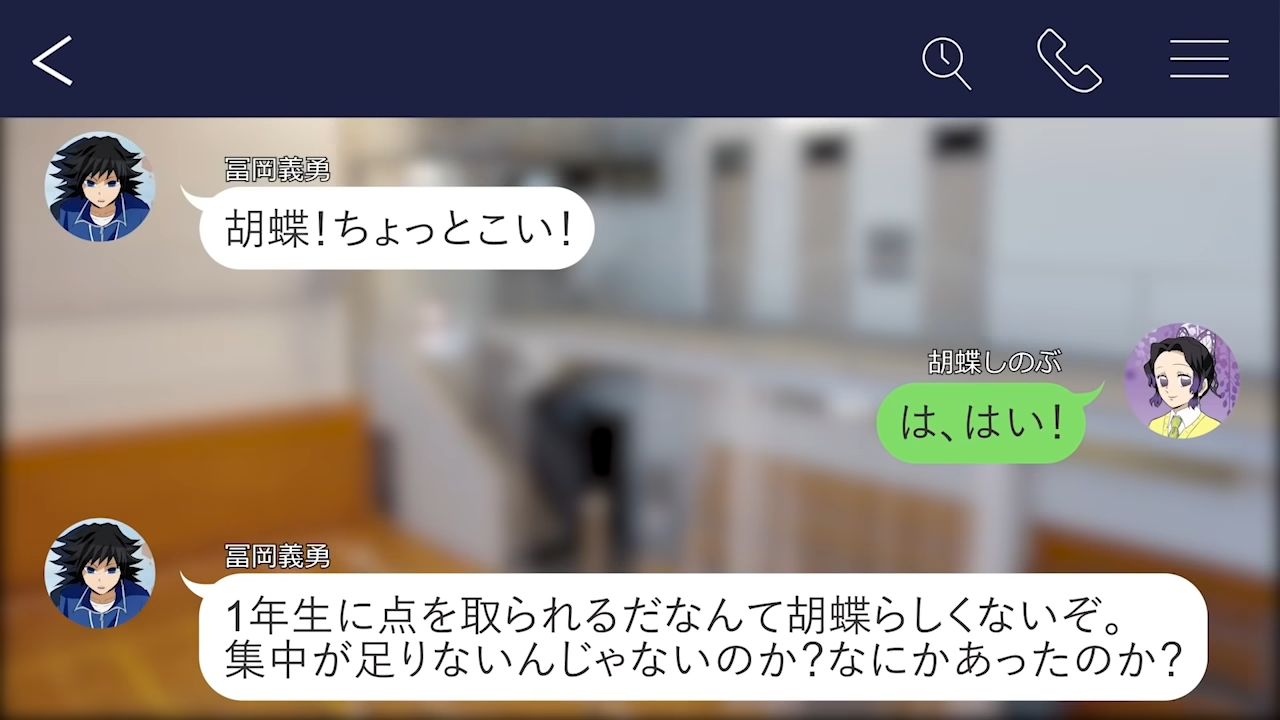 冨岡義勇
胡蝶！ちょっとこい！
胡蝶しのぶ
は、はい！
冨岡義勇
1年生に点を取られるだなんて胡蝶らしくないぞ。
集中が足りないんじゃないのか？なにかあったのか？